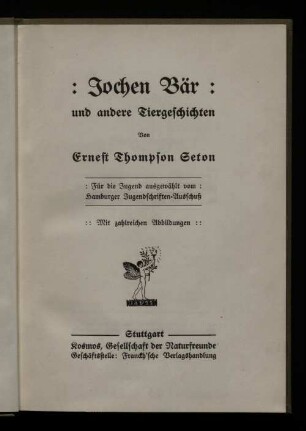 : Jochen Bär :
und andere Tiergeschichten
Von
Ernest Thompson Seton
: Für die Jugend ausgewählt vom :
Hamburger Jugendschriften-Ausschuß
:: Mit zahlreichen Abbildungen ::
Stuttgart
Kosmos, Gesellschaft der Naturfreunde
Geschäftsstelle: Franckh'sche Verlagshandlung